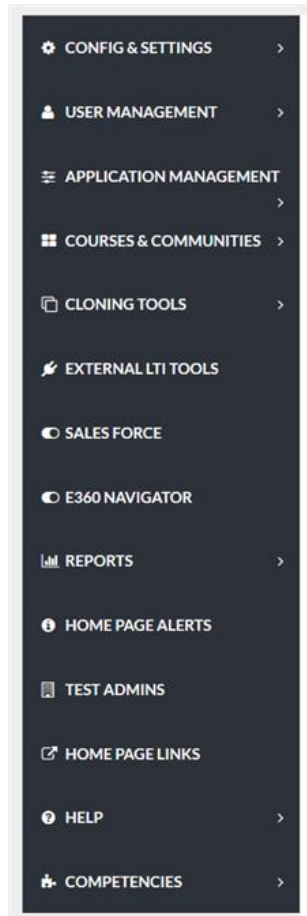 CONFIG & SETTINGS
USER MANAGEMENT
APPLICATION MANAGEMENT
COURSES & COMMUNITIES
CLONING TOOLS
EXTERNAL LTI TOOLS
SALES FORCE
E360 NAVIGATOR
REPORTS
HOME PAGE ALERTS
TEST ADMINS
HOME PAGE LINKS
HELP
COMPETENCIES